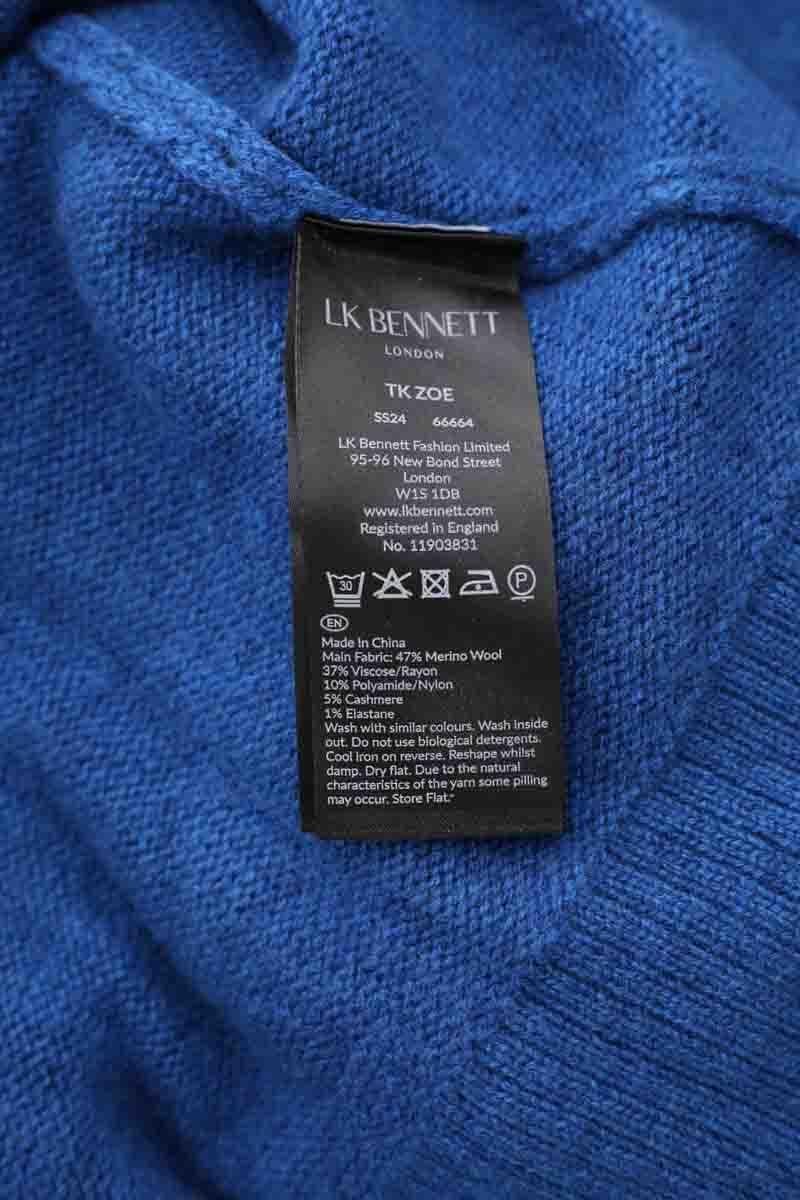 LK BENNETT
LONDON
TK ZOE
SS24 66664
LK Bennett Fashion Limited
95-96 New Bond Street
London
W1S 1DB
www.lkbennett.com
Registered in England
No. 11903831
30 P
EN
Made In China
Main Fabric: 47% Merino Wool
37% Viscose/Rayon
10% Polyamide/Nylon
5% Cashmere
1% Elastane
Wash with similar colours. Wash inside
out. Do not use biological detergents.
Cool iron on reverse. Reshape whilst
damp. Dry flat. Due to the natural
characteristics of the yarn some pilling
may occur. Store Flat."